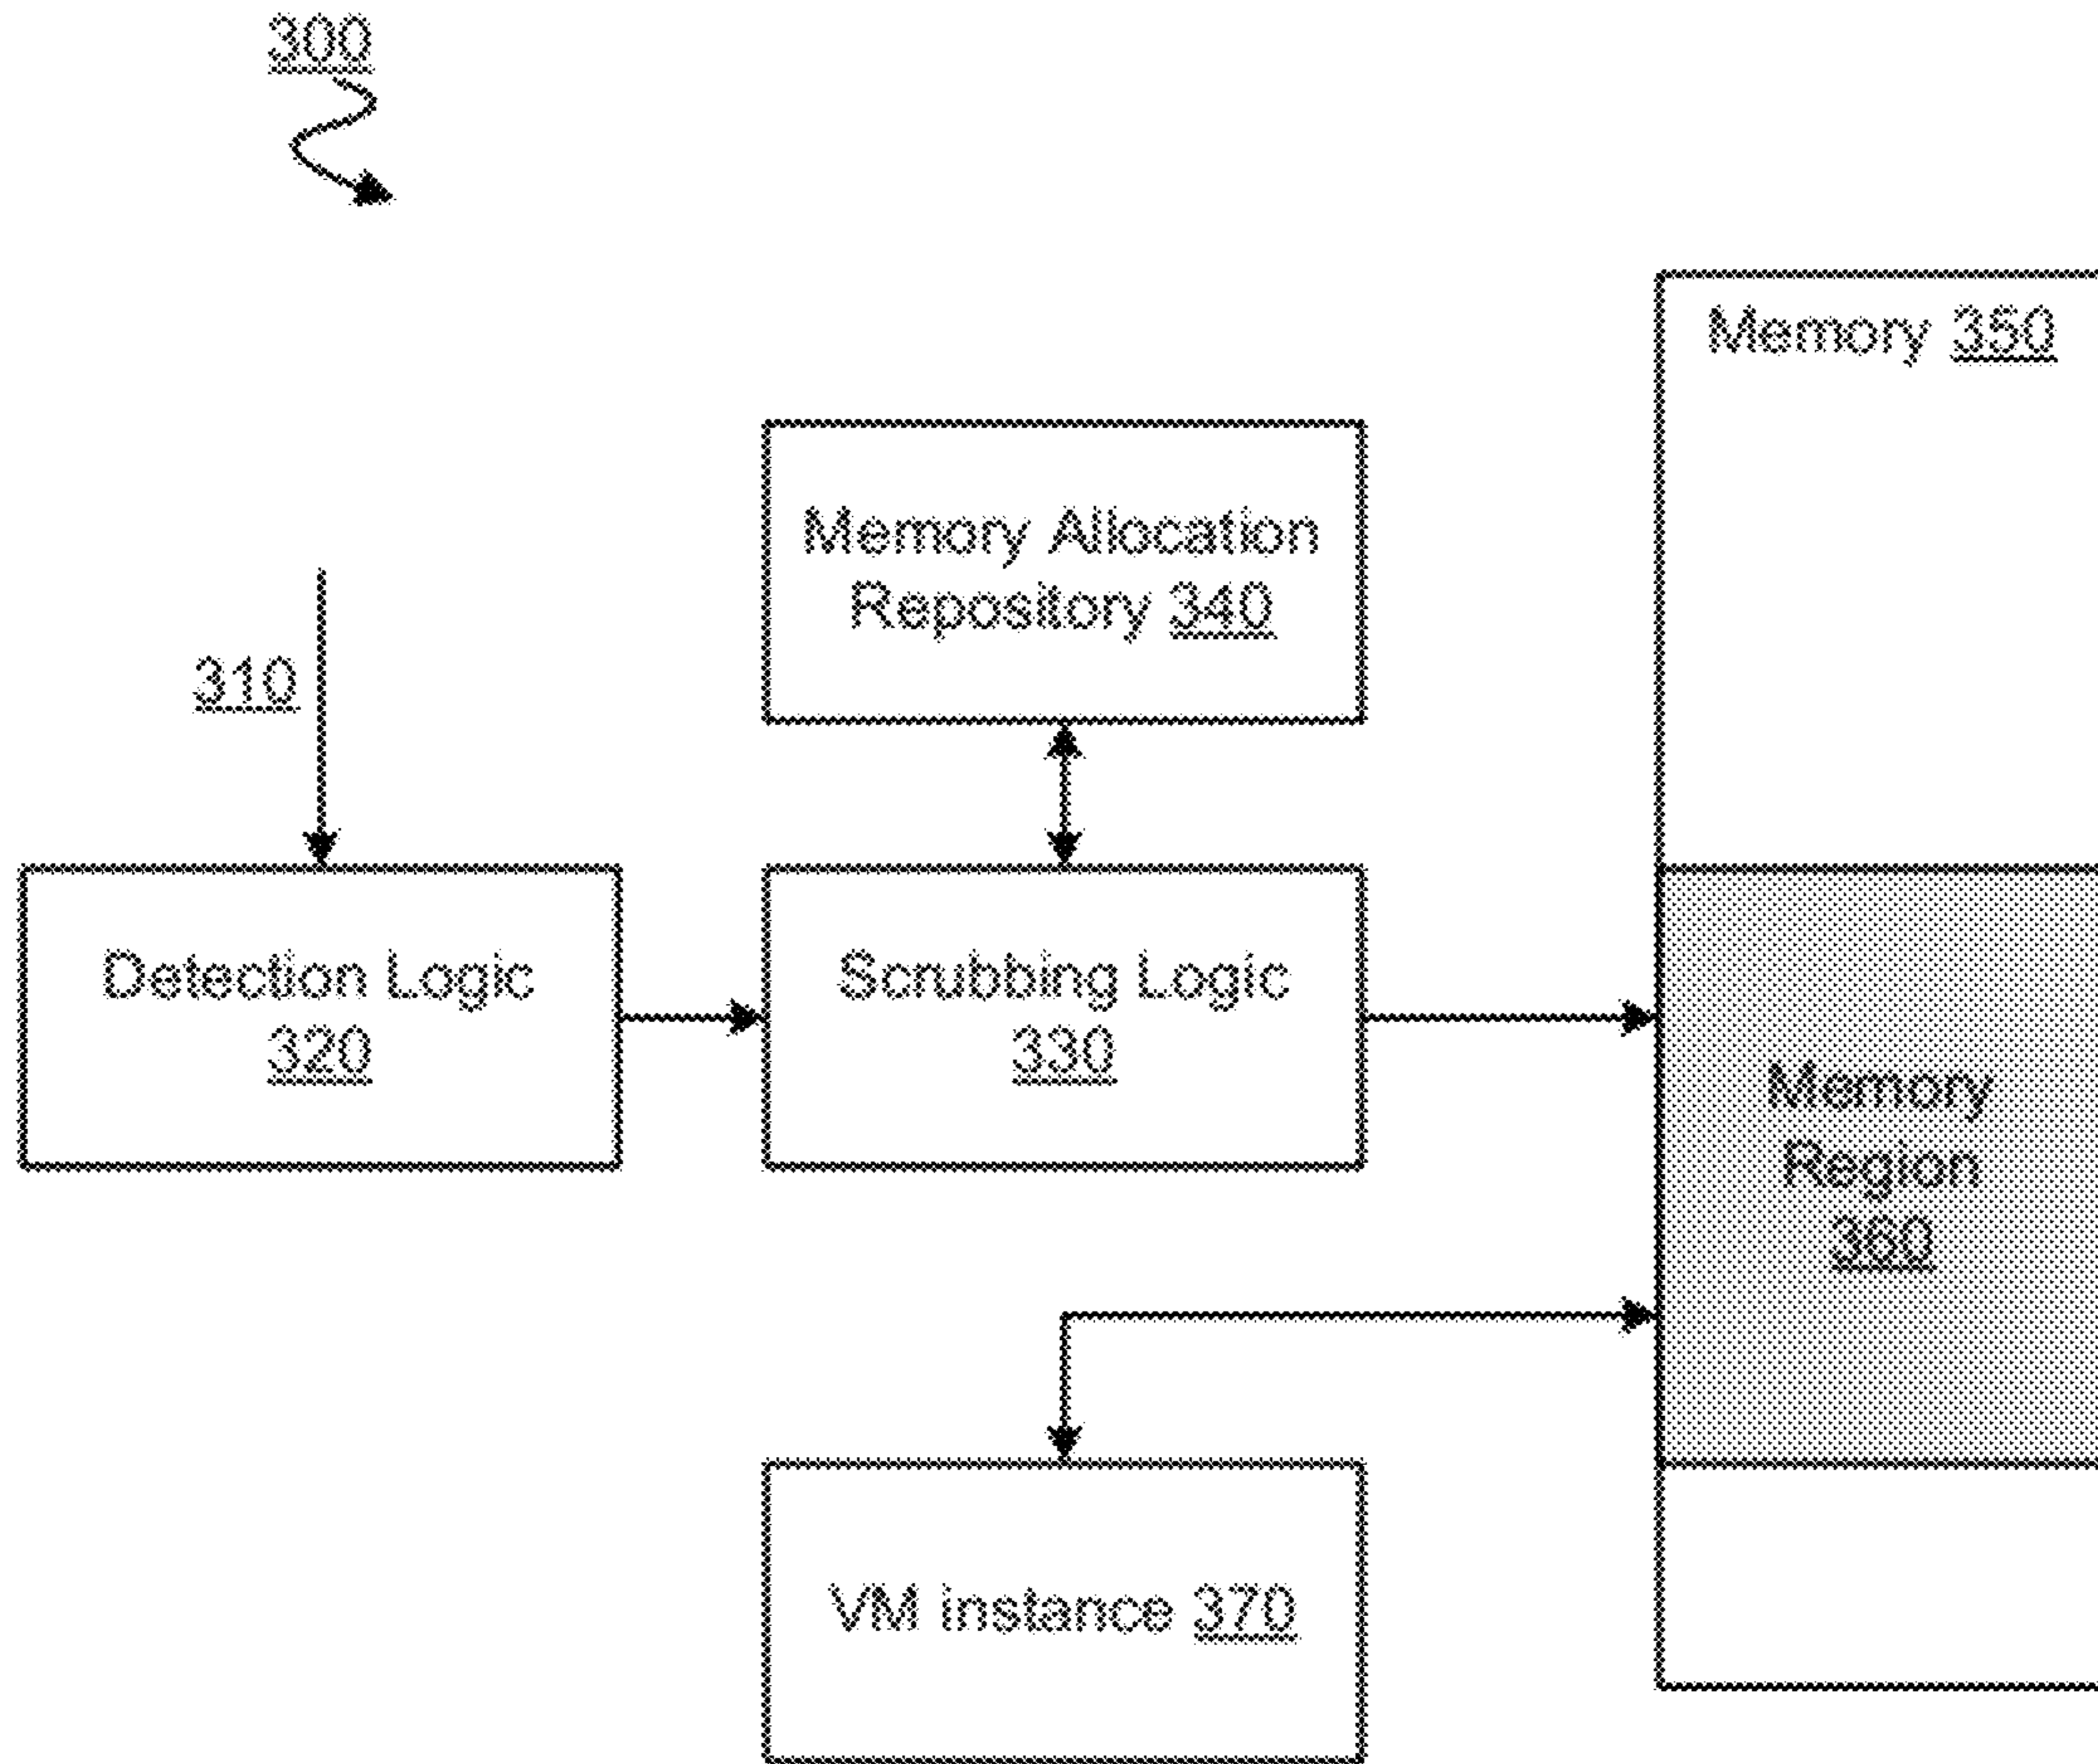 300
Memory 350
Memory Allocation
Repository 340
310
Detection Logic
320
Scrubbing Logic
330
Memory
Region
360
VM instance 370